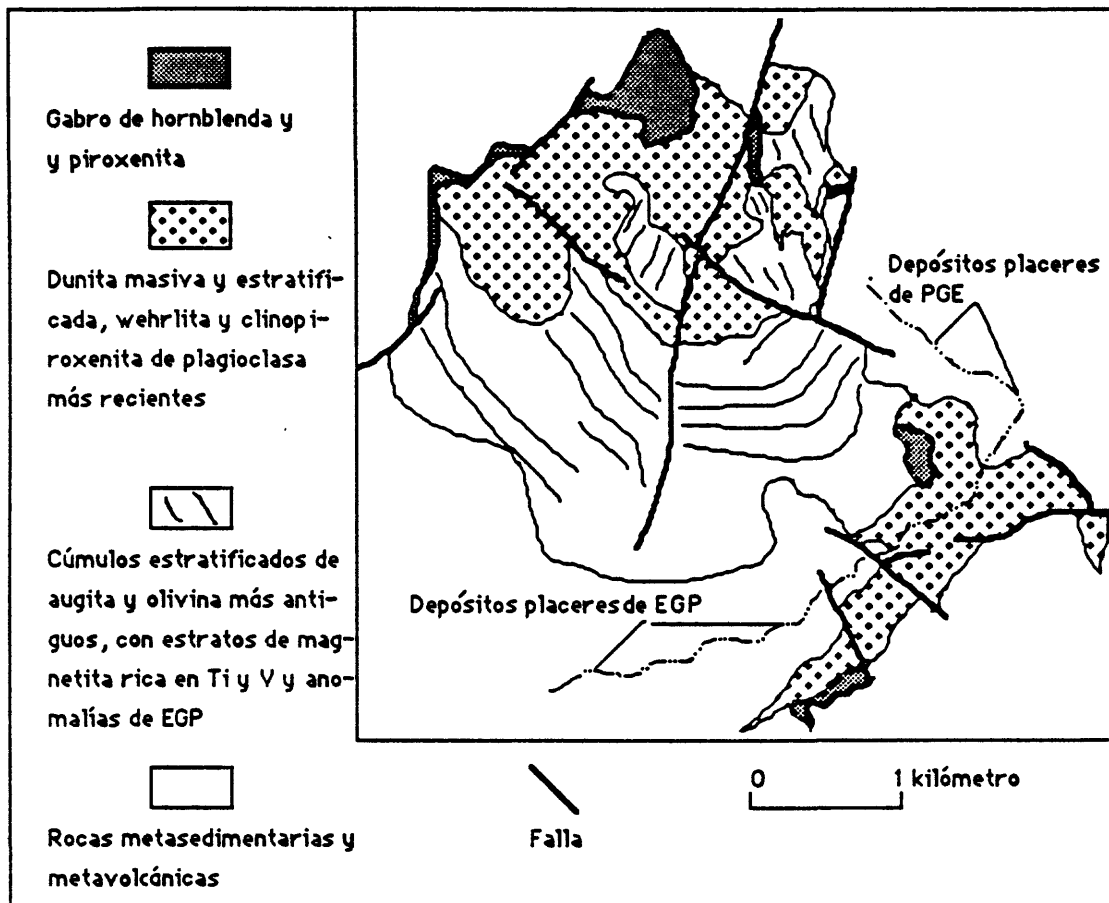 Gabro de hornblenda y
y piroxenita
Dunita masiva y estratifi-
cada, wehrlita y clinopi-
roxenita de plagioclasa
más recientes
Cúmulos estratificados de
augita y olivina más anti-
guos, con estratos de mag-
netita rica en Ti y V y ano-
malías de EGP
Rocas metasedimentarias y
metavolcánicas
Depósitos placeres
de PGE
Depósitos placeres de EGP
Falla
0 1 kilómetro